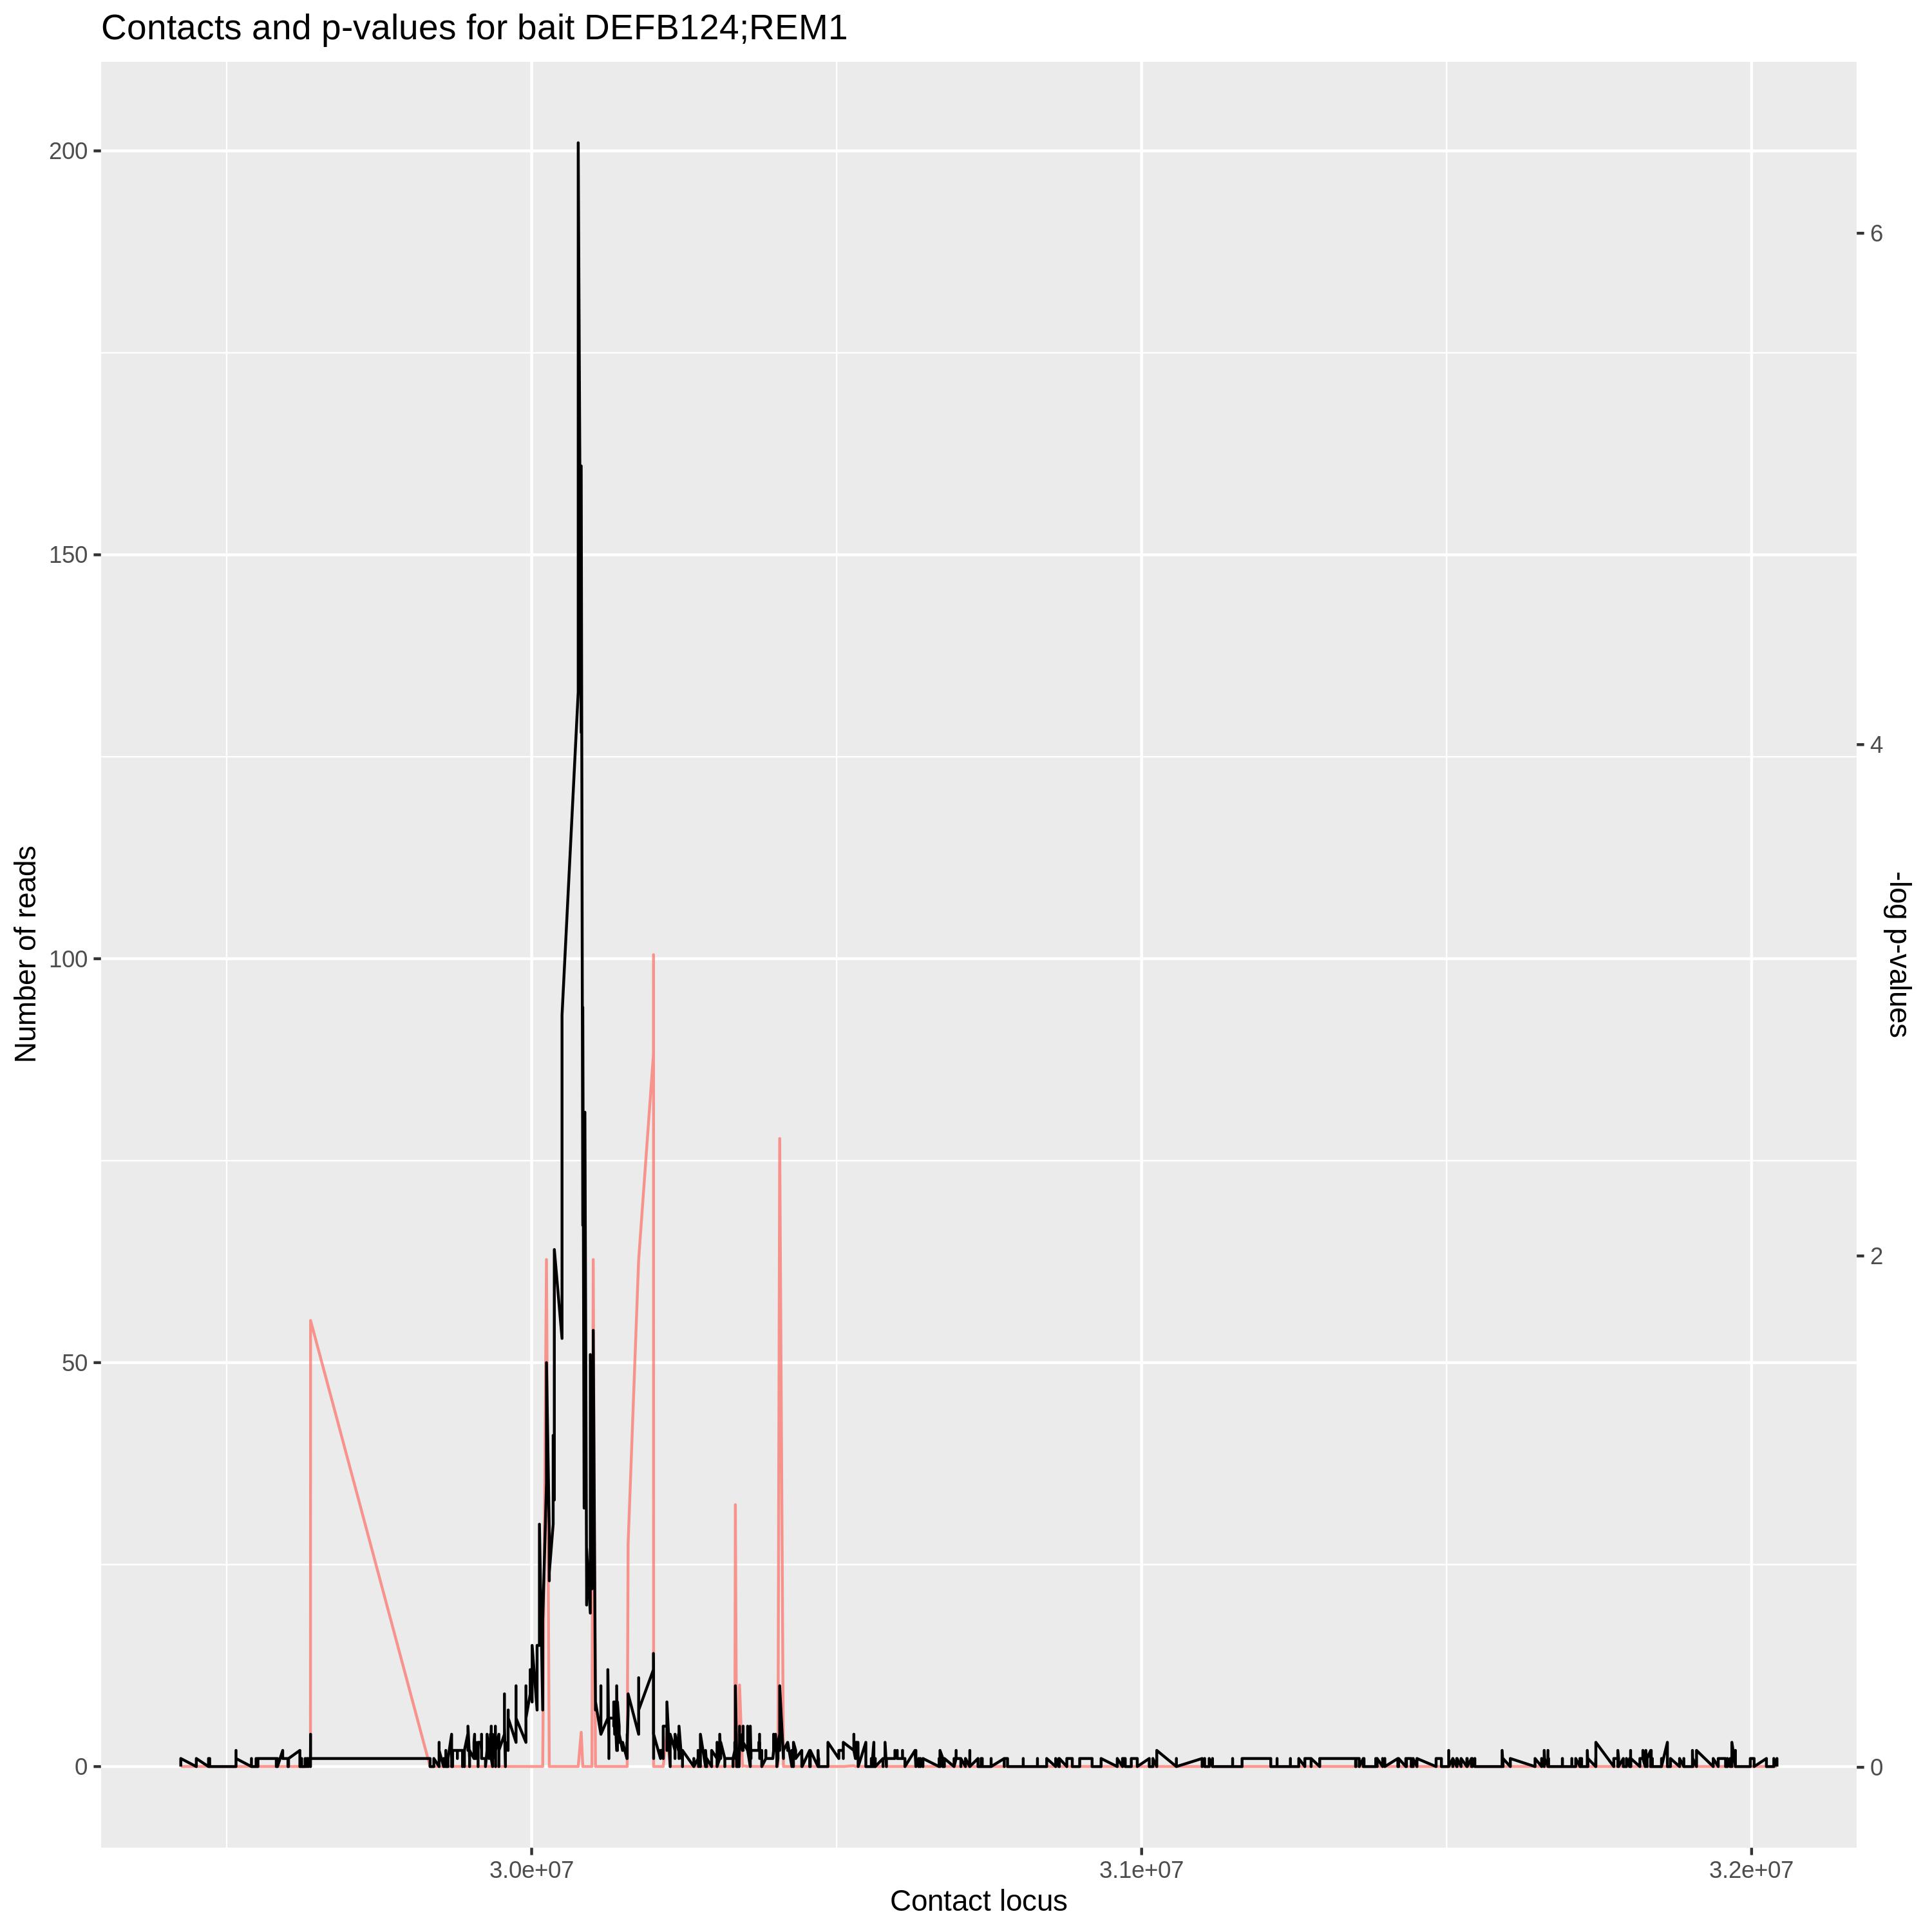 Contacts and p-values for bait DEFB124;REM1
200
150
100
50
0
Number of reads
6
4
2
0
-log p-values
3.0e+07
3.1e+07
3.2e+07
Contact locus